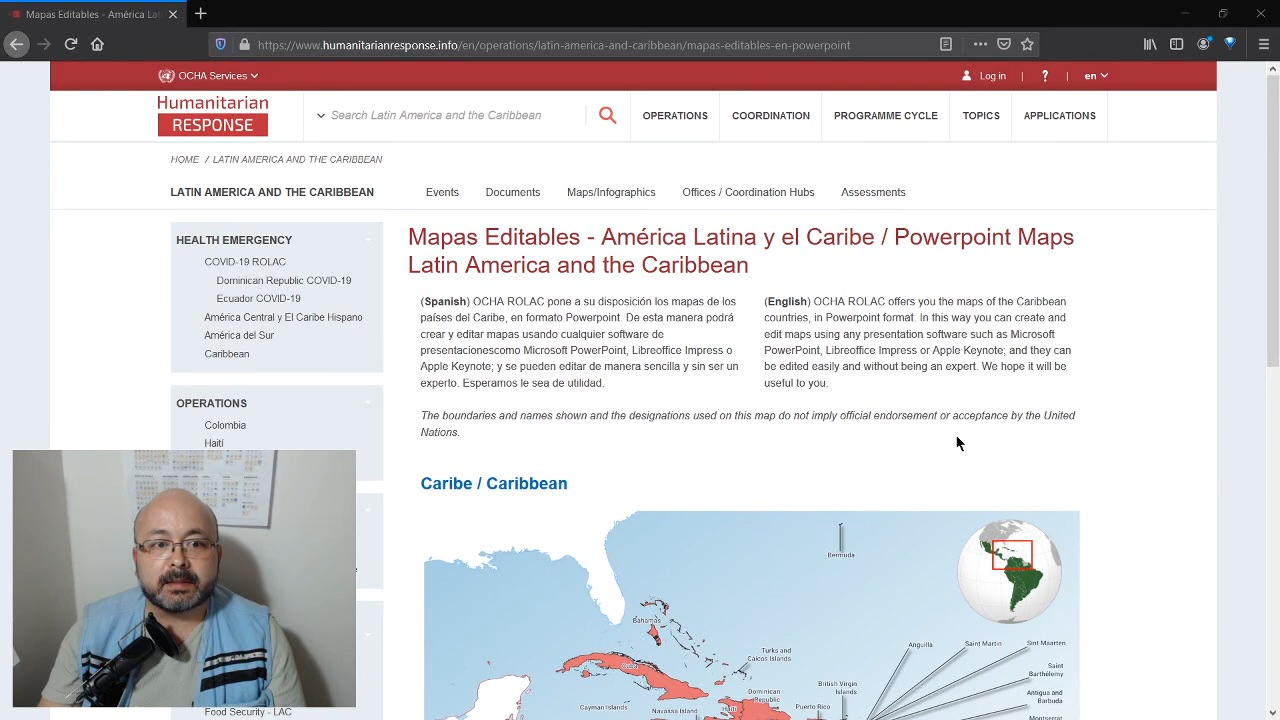 Mapas Editables - América La
https://www.humanitarianresponse.info/en/operations/latin-america-and-caribbean/mapas-editables-en-powerpoint
OCHA Services
Log in | ? | en
Humanitarian
RESPONSE
Search Latin America and the Caribbean
OPERATIONS
COORDINATION
PROGRAMME CYCLE
TOPICS
APPLICATIONS
HOME / LATIN AMERICA AND THE CARIBBEAN
LATIN AMERICA AND THE CARIBBEAN
Events
Documents
Maps/Infographics
Offices / Coordination Hubs
Assessments
HEALTH EMERGENCY
COVID-19 ROLAC
Dominican Republic COVID-19
Ecuador COVID-19
América Central y El Caribe Hispano
América del Sur
Caribbean
OPERATIONS
Colombia
Haití
Food Security - LAC
Mapas Editables - América Latina y el Caribe / Powerpoint Maps
Latin America and the Caribbean
(Spanish) OCHA ROLAC pone a su disposición los mapas de los
países del Caribe, en formato Powerpoint. De esta manera podrá
crear y editar mapas usando cualquier software de
presentacionescomo Microsoft PowerPoint, Libreoffice Impress o
Apple Keynote; y se pueden editar de manera sencilla y sin ser un
experto. Esperamos le sea de utilidad.
(English) OCHA ROLAC offers you the maps of the Caribbean
countries, in Powerpoint format. In this way you can create and
edit maps using any presentation software such as Microsoft
PowerPoint, Libreoffice Impress or Apple Keynote; and they can
be edited easily and without being an expert. We hope it will be
useful to you.
The boundaries and names shown and the designations used on this map do not imply official endorsement or acceptance by the United
Nations.
Caribe / Caribbean
Bermuda
Bahamas
Turks and
Caicos Islands
Cuba
Cayman Islands
Navassa Island
Haiti
Dominican
Republic
Puerto Rico
British Virgin
Islands
Anguilla
Saint Martin
Sint Maarten
Saint
Barthélemy
Antigua and
Barbuda
Montserrat